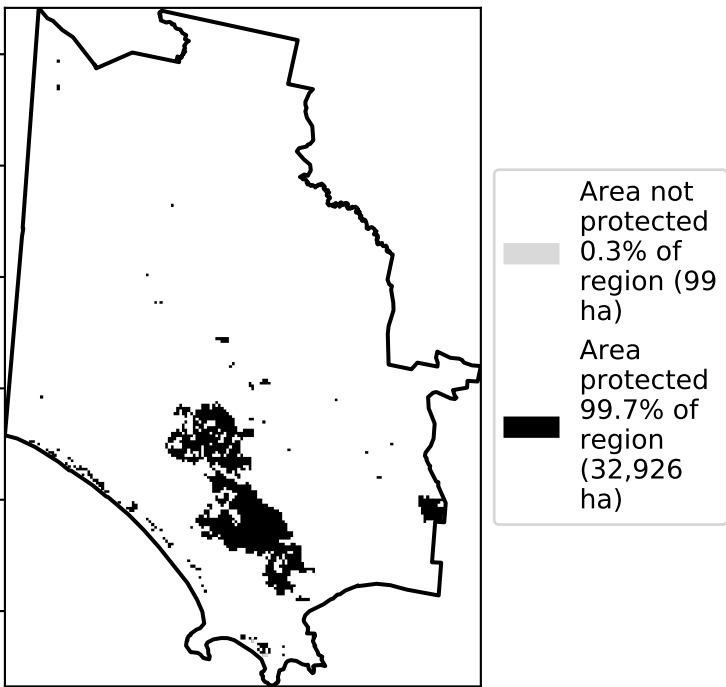 Area not
protected
0.3% of
region (99
ha)
Area
protected
99.7% of
region
(32,926
ha)